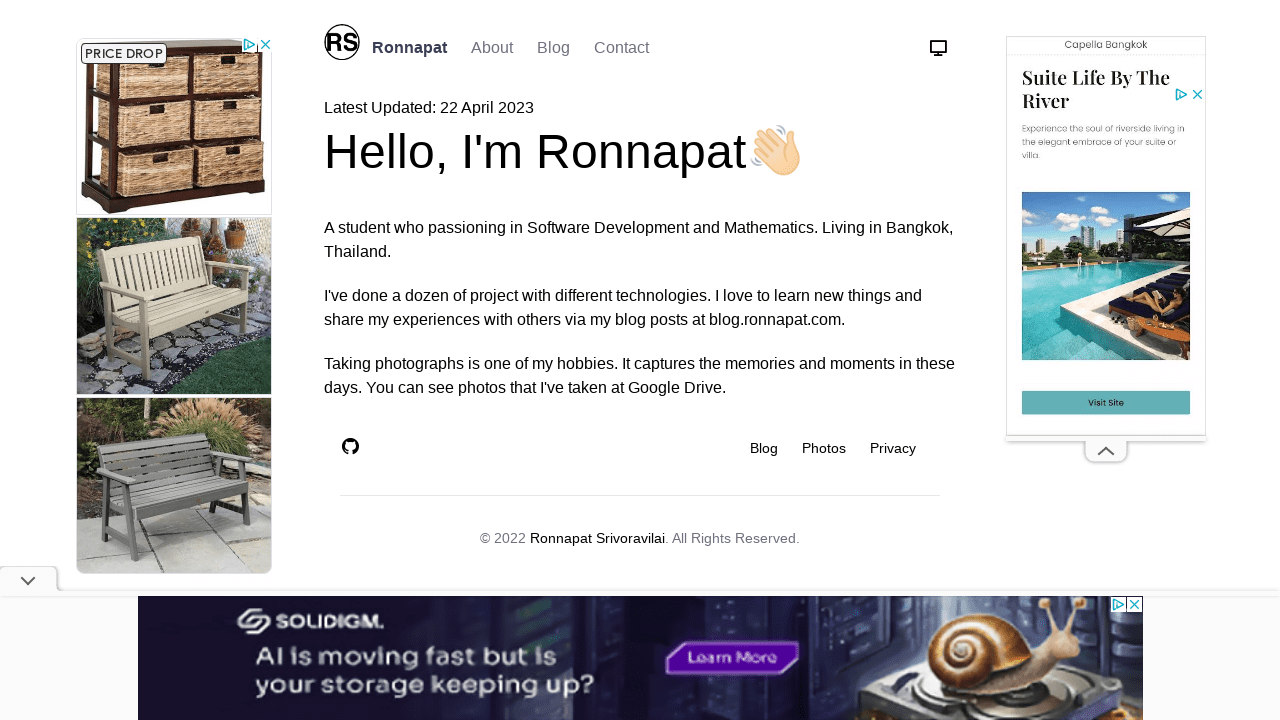 RS
Ronnapat
About
Blog
Contact
Latest Updated: 22 April 2023
Hello, I'm Ronnapat
A student who passioning in Software Development and Mathematics. Living in Bangkok,
Thailand.
I've done a dozen of project with different technologies. I love to learn new things and
share my experiences with others via my blog posts at blog.ronnapat.com.
Taking photographs is one of my hobbies. It captures the memories and moments in these
days. You can see photos that I've taken at Google Drive.
Blog
Photos
Privacy
© 2022 Ronnapat Srivoravilai. All Rights Reserved.
PRICE DROP
Capella Bangkok
Suite Life By The
River
Experience the soul of riverside living in
the elegant embrace of your suite or
villa.
Visit Site
SOLIDIGM.
AI is moving fast but is
your storage keeping up?
Learn More